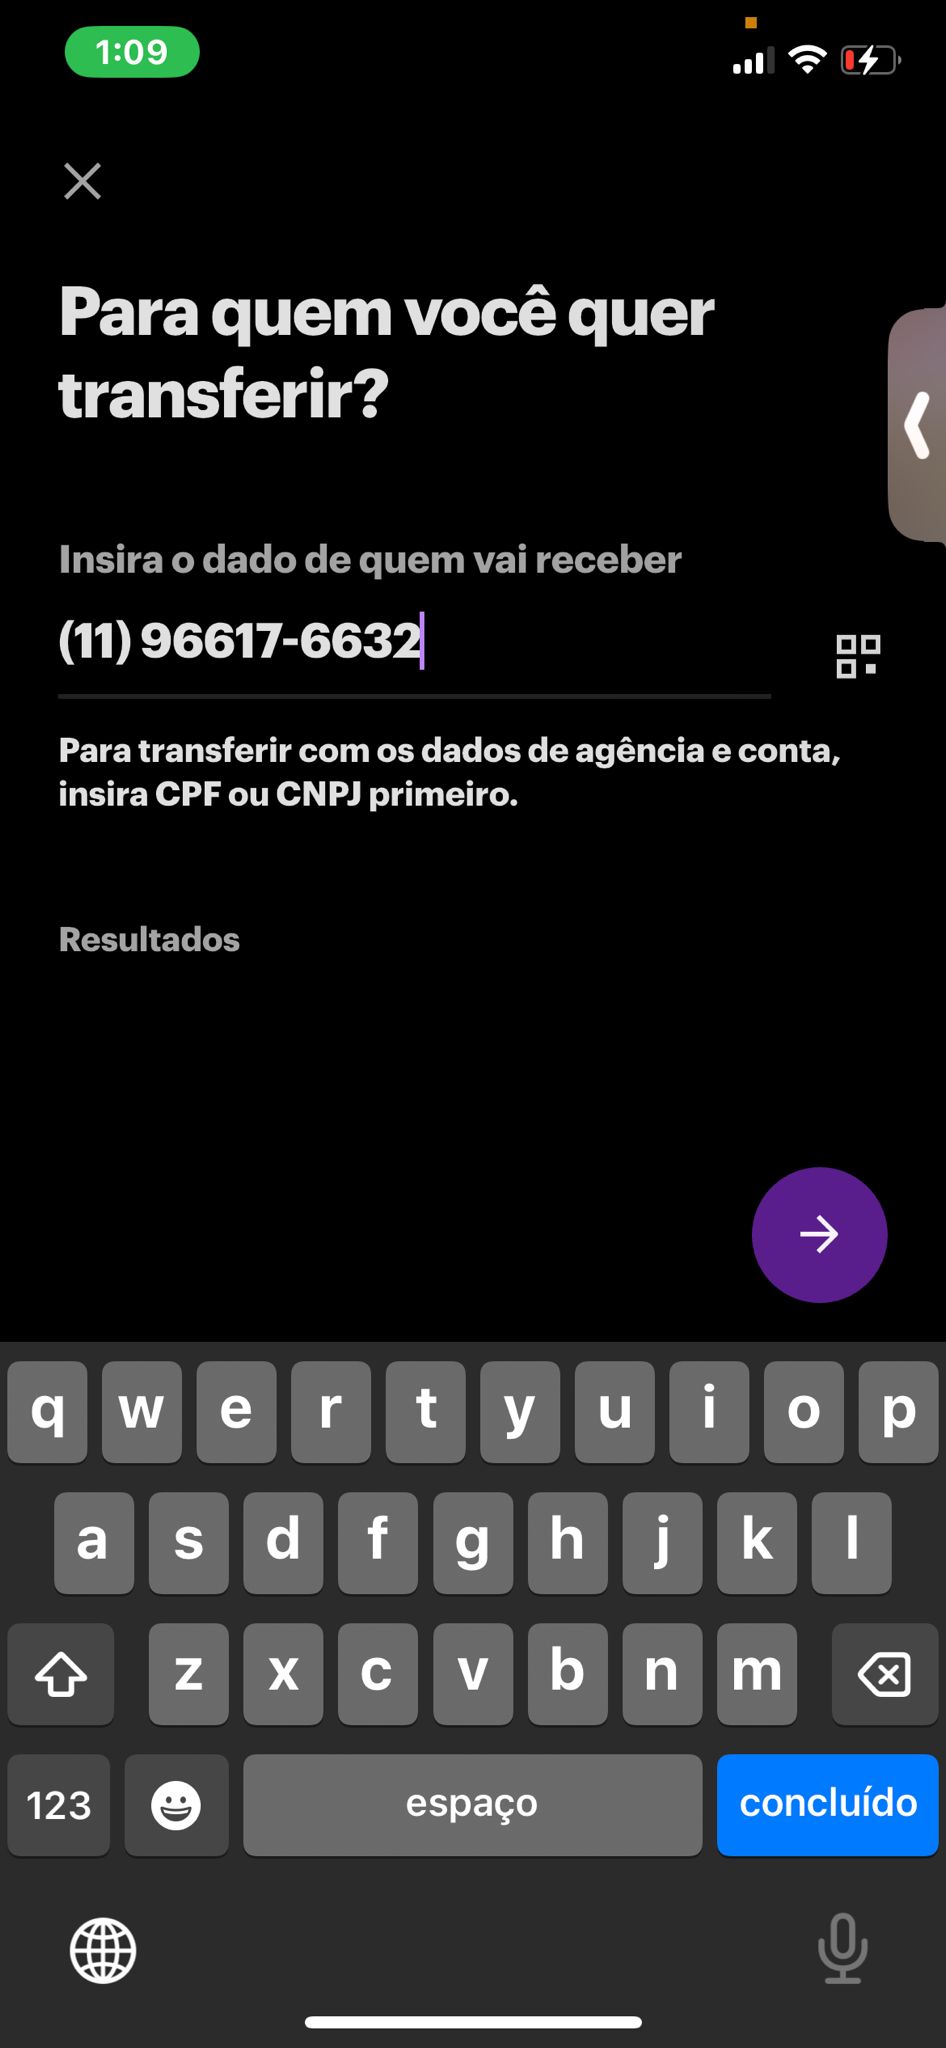 1:09
Para quem você quer
transferir?
Insira o dado de quem vai receber
(11) 96617-6632
Para transferir com os dados de agência e conta,
insira CPF ou CNPJ primeiro.
Resultados
q w e r t y u i o p
a s d f g h j k l
z x c v b n m
123 espaço concluído